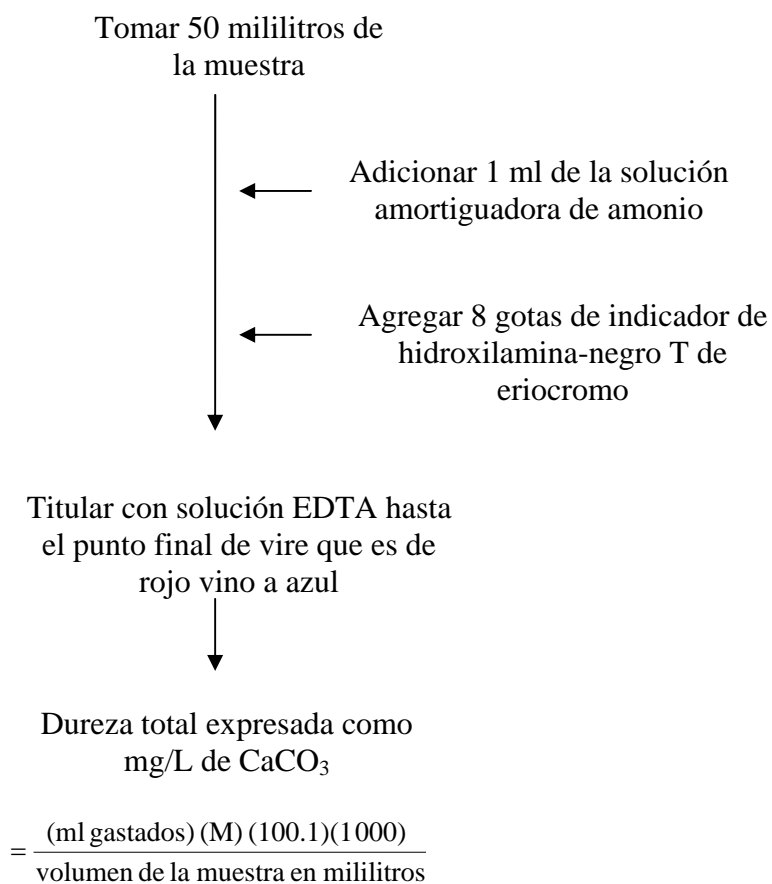 Tomar 50 mililitros de
la muestra
Adicionar 1 ml de la solución
amortiguadora de amonio
Agregar 8 gotas de indicador de
hidroxilamina-negro T de
eriocromo
Titular con solución EDTA hasta
el punto final de vire que es de
rojo vino a azul
Dureza total expresada como
mg/L de CaCO₃
= (ml gastados) (M) (100.1)(1000)
volumen de la muestra en mililitros